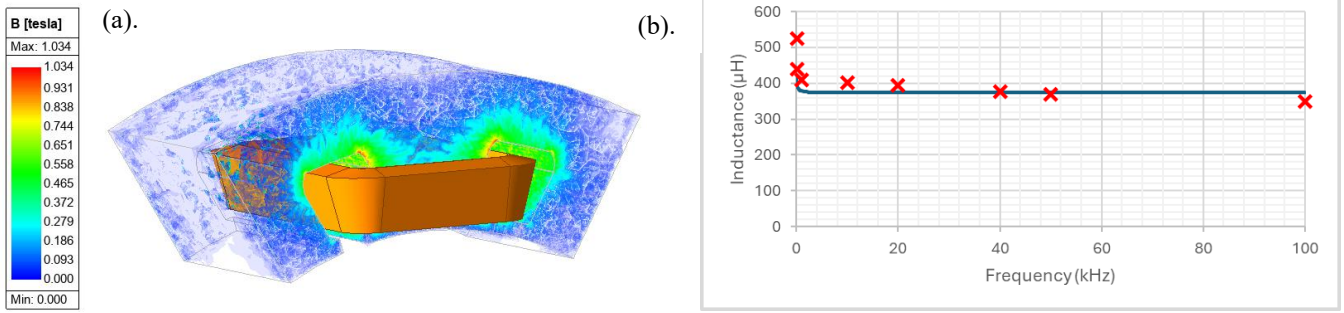 B [tesla]
Max: 1.034
1.034
0.931
0.838
0.744
0.651
0.558
0.465
0.372
0.279
0.186
0.093
0.000
Min: 0.000
(a).
(b).
600
500
400
300
200
100
0
Inductance (μH)
0 20 40 60 80 100
Frequency (kHz)